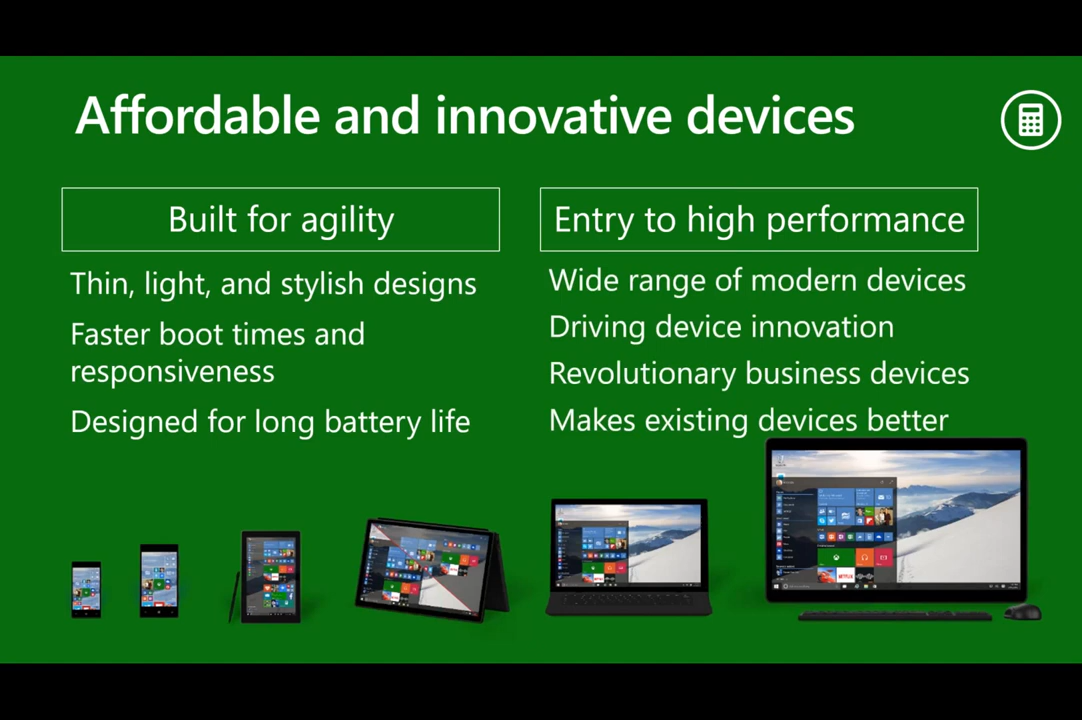 Affordable and innovative devices
Built for agility
Thin, light, and stylish designs
Faster boot times and
responsiveness
Designed for long battery life
Entry to high performance
Wide range of modern devices
Driving device innovation
Revolutionary business devices
Makes existing devices better
NETFLIX